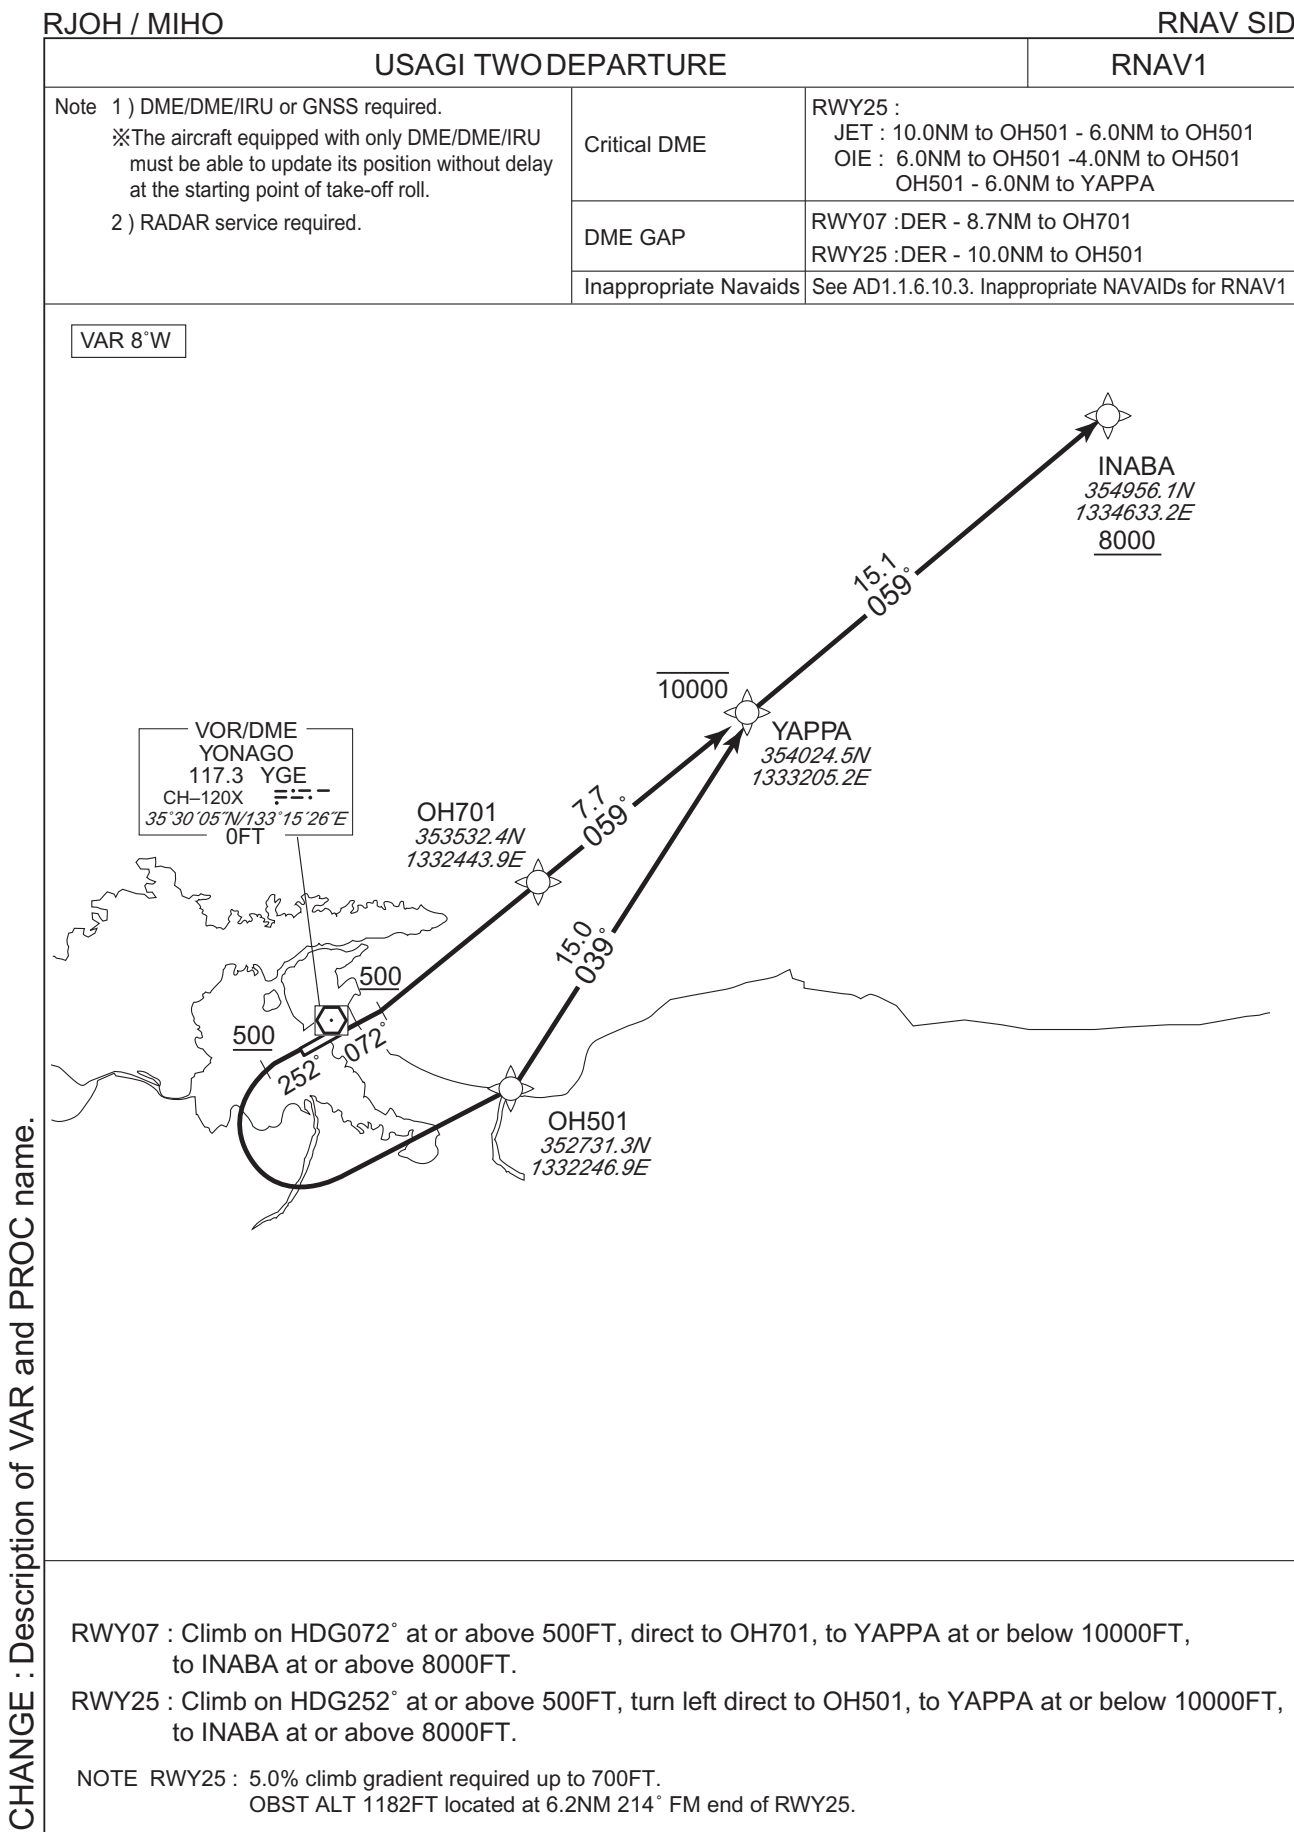 RJOH / MIHO
RNAV SID
USAGI TWO DEPARTURE
RNAV1
Note 1 ) DME/DME/IRU or GNSS required.
※The aircraft equipped with only DME/DME/IRU
must be able to update its position without delay
at the starting point of take-off roll.
2 ) RADAR service required.
Critical DME
RWY25 :
JET : 10.0NM to OH501 - 6.0NM to OH501
OIE : 6.0NM to OH501 -4.0NM to OH501
OH501 - 6.0NM to YAPPA
DME GAP
RWY07 :DER - 8.7NM to OH701
RWY25 :DER - 10.0NM to OH501
Inappropriate Navaids
See AD1.1.6.10.3. Inappropriate NAVAIDs for RNAV1
VAR 8˚W
INABA
354956.1N
1334633.2E
8000
15.1
059˚
10000
YAPPA
354024.5N
1333205.2E
VOR/DME
YONAGO
117.3 YGE
CH–120X
35˚30´05˝N/133˚15´26˝E
0FT
OH701
353532.4N
1332443.9E
7.7
059˚
15.0
039˚
500
500
252˚
072˚
OH501
352731.3N
1332246.9E
RWY07 : Climb on HDG072˚ at or above 500FT, direct to OH701, to YAPPA at or below 10000FT,
to INABA at or above 8000FT.
RWY25 : Climb on HDG252˚ at or above 500FT, turn left direct to OH501, to YAPPA at or below 10000FT,
to INABA at or above 8000FT.
NOTE RWY25 : 5.0% climb gradient required up to 700FT.
OBST ALT 1182FT located at 6.2NM 214˚ FM end of RWY25.
CHANGE : Description of VAR and PROC name.